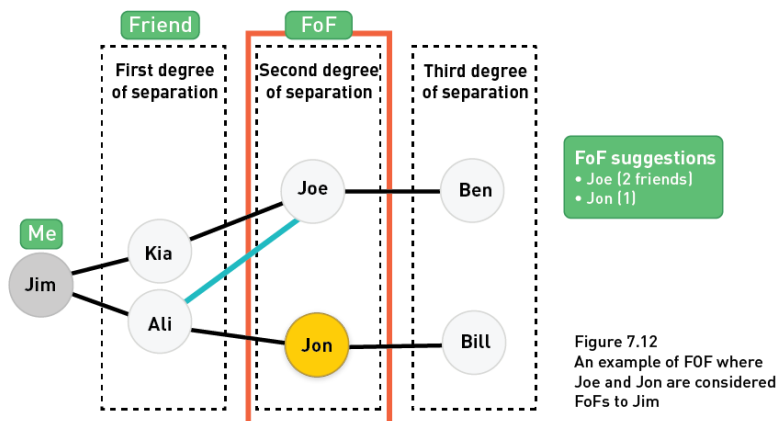 Friend
FoF
First degree
of separation
Second degree
of separation
Third degree
of separation
Me
Jim
Kia
Ali
Joe
Jon
Ben
Bill
FoF suggestions
• Joe (2 friends)
• Jon (1)
Figure 7.12
An example of FOF where
Joe and Jon are considered
FoFs to Jim